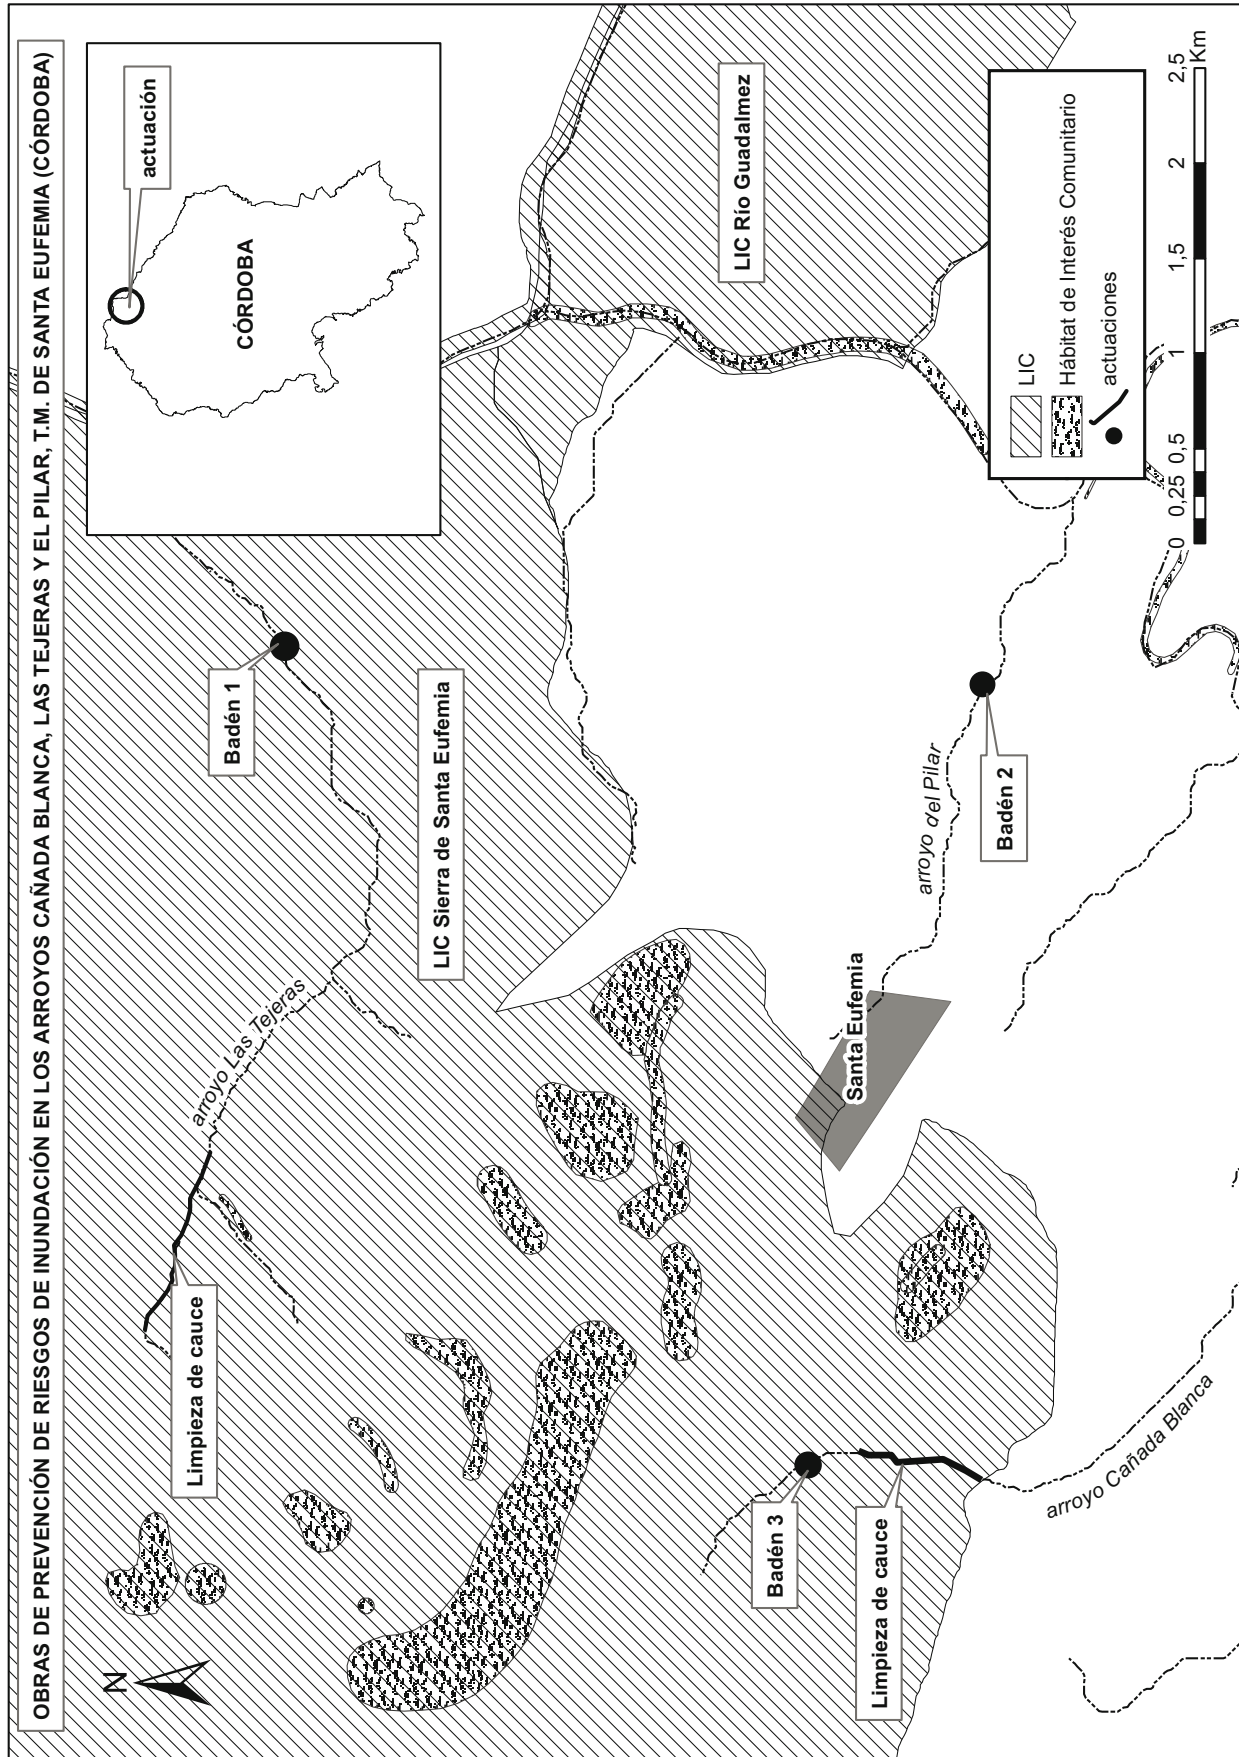 OBRAS DE PREVENCIÓN DE RIESGOS DE INUNDACIÓN EN LOS ARROYOS CAÑADA BLANCA, LAS TEJERAS Y EL PILAR, T.M. DE SANTA EUFEMIA (CÓRDOBA)
N
actuación
CÓRDOBA
Limpieza de cauce
arroyo Las Tejeras
Badén 1
LIC Sierra de Santa Eufemia
LIC Río Guadalmez
Badén 3
Limpieza de cauce
Santa Eufemia
arroyo del Pilar
Badén 2
arroyo Cañada Blanca
LIC
Hábitat de Interés Comunitario
actuaciones
0 0,25 0,5 1 1,5 2 2,5
Km